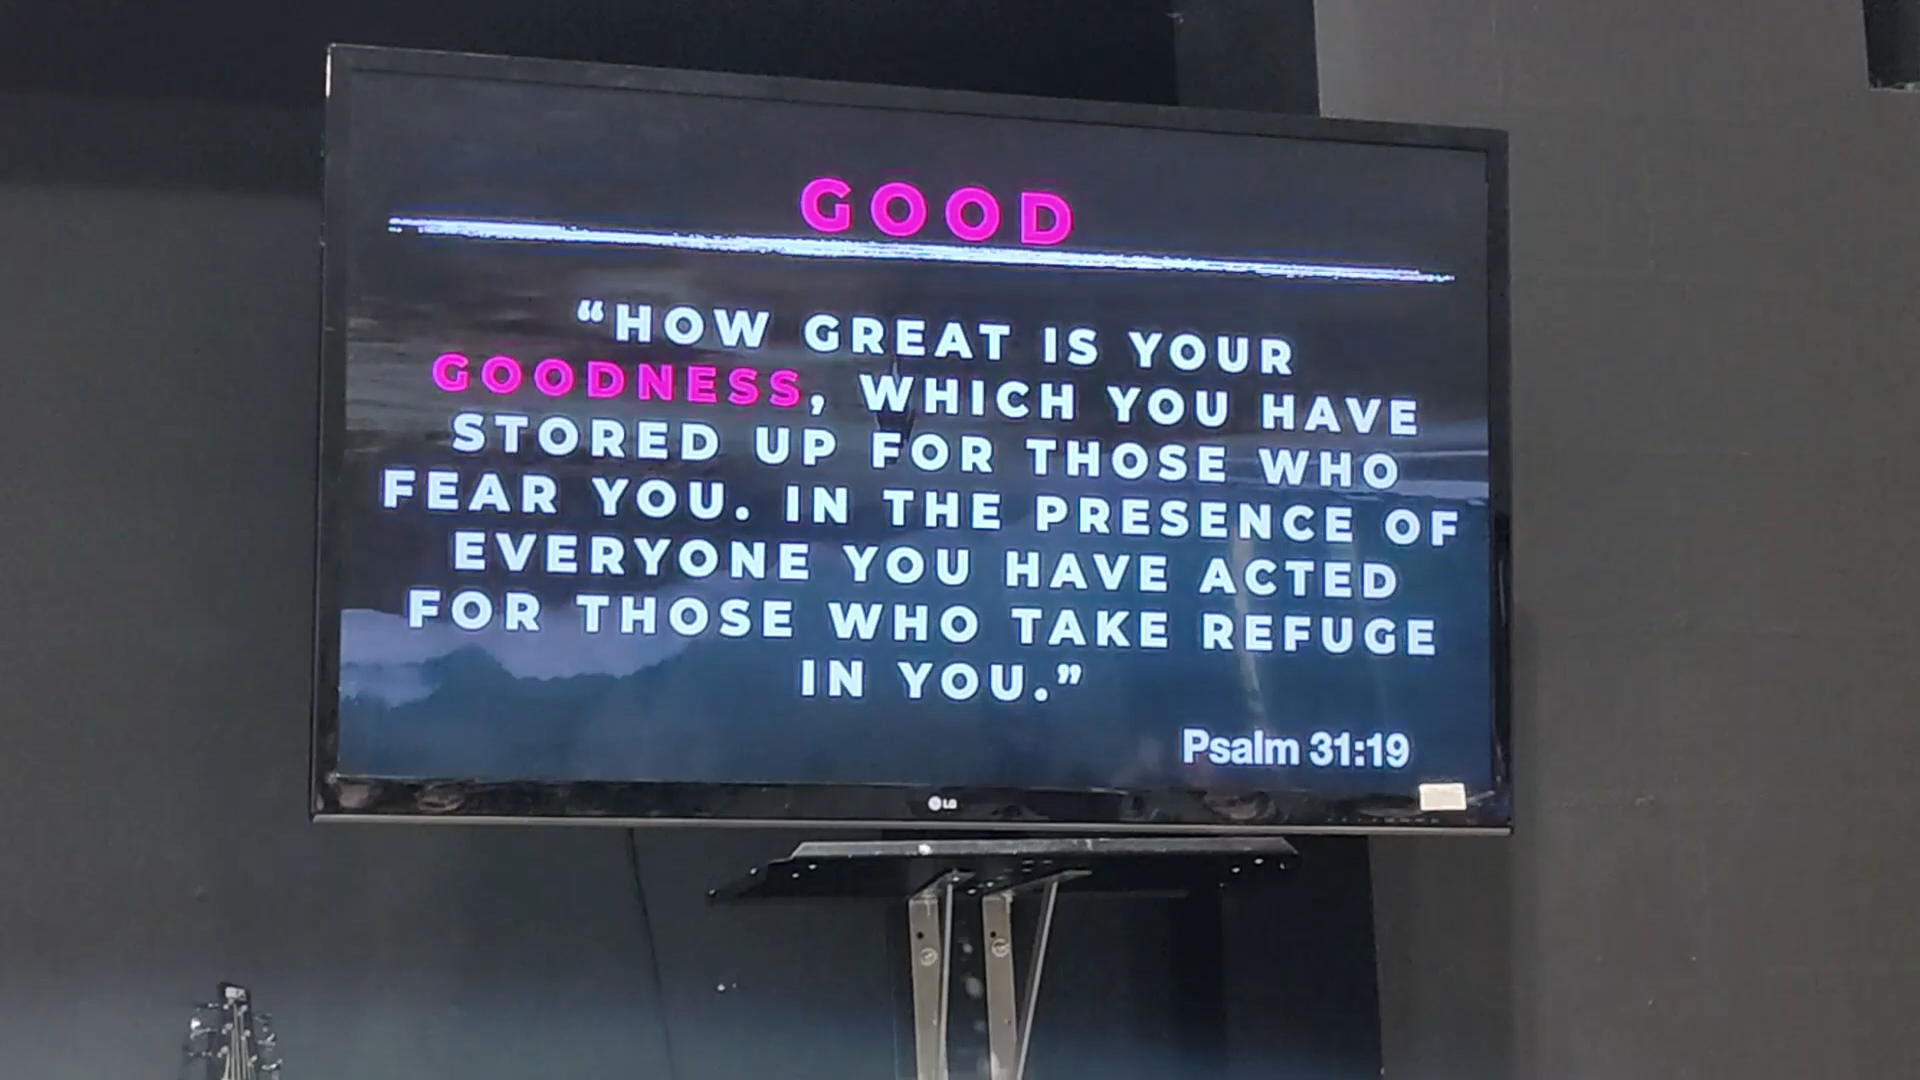 GOOD
“HOW GREAT IS YOUR
GOODNESS, WHICH YOU HAVE
STORED UP FOR THOSE WHO
FEAR YOU. IN THE PRESENCE OF
EVERYONE YOU HAVE ACTED
FOR THOSE WHO TAKE REFUGE
IN YOU.”
Psalm 31:19
LG